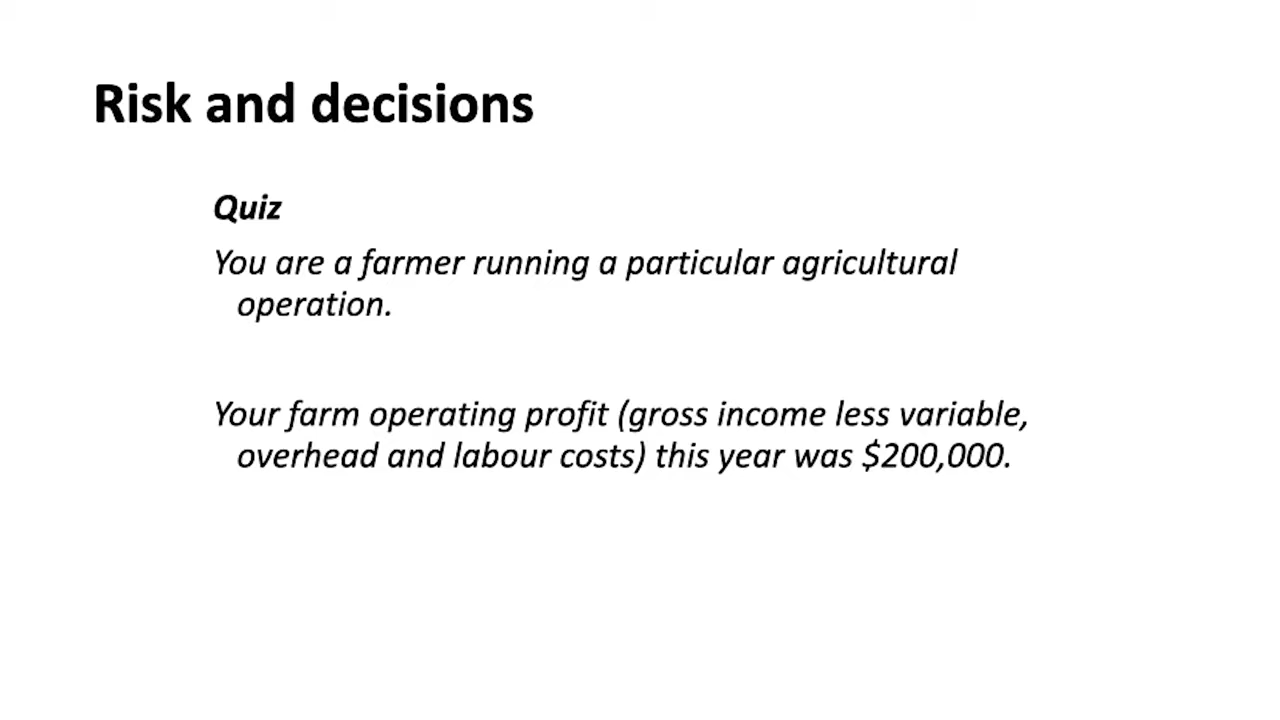 Risk and decisions
Quiz
You are a farmer running a particular agricultural
operation.
Your farm operating profit (gross income less variable,
overhead and labour costs) this year was $200,000.